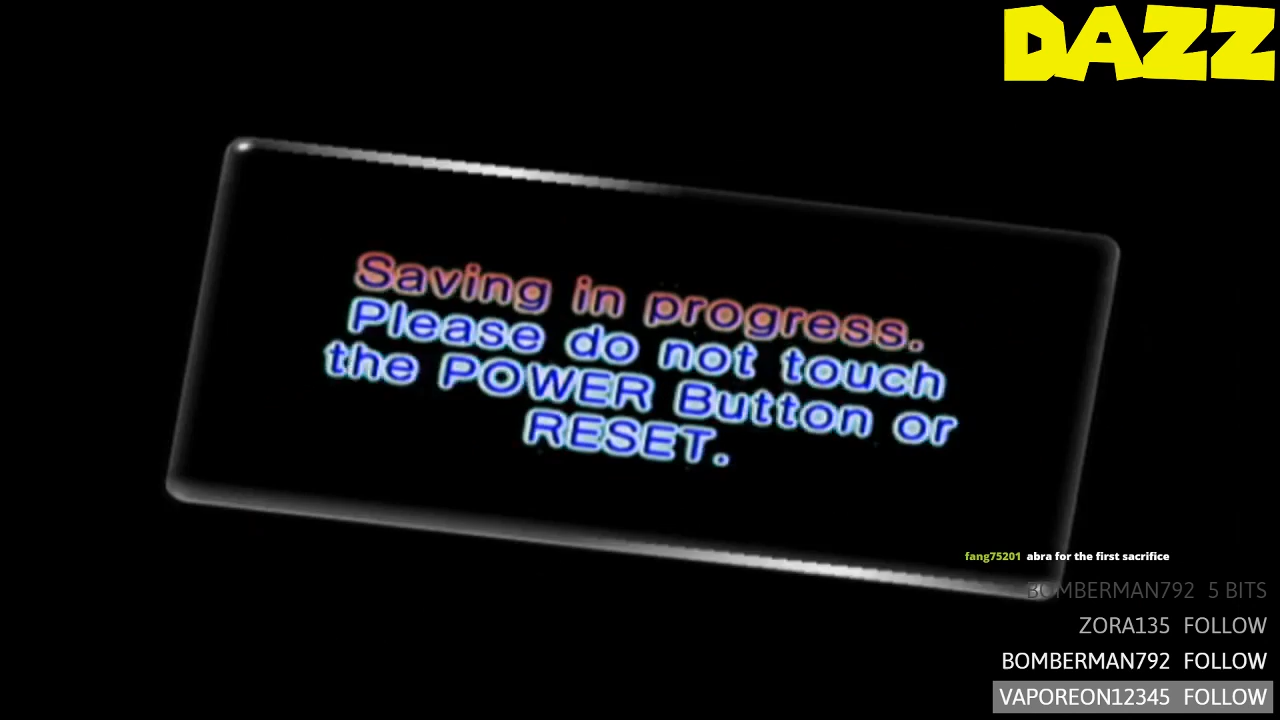 DAZZ
Saving in progress.
Please do not touch
the POWER Button or
RESET.
fang75201 abra for the first sacrifice
BOMBERMAN792 5 BITS
ZORA135 FOLLOW
BOMBERMAN792 FOLLOW
VAPOREON12345 FOLLOW